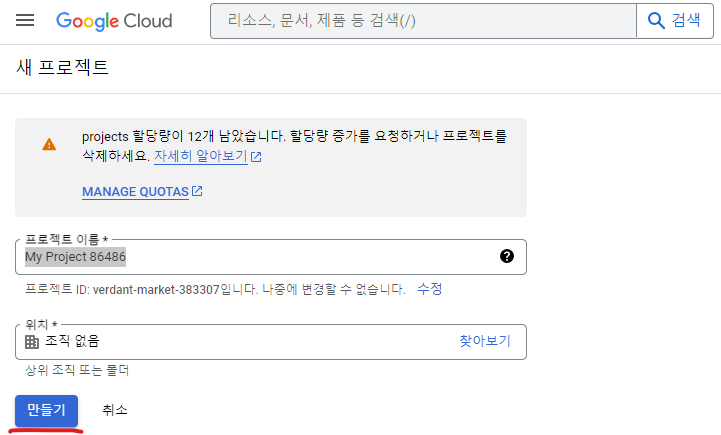 Google Cloud
리소스, 문서, 제품 등 검색(/)
검색
새 프로젝트
projects 할당량이 12개 남았습니다. 할당량 증가를 요청하거나 프로젝트를
삭제하세요. 자세히 알아보기
MANAGE QUOTAS
프로젝트 이름 *
My Project 86486
프로젝트 ID: verdant-market-383307입니다. 나중에 변경할 수 없습니다. 수정
위치 *
조직 없음 찾아보기
상위 조직 또는 폴더
만들기 취소